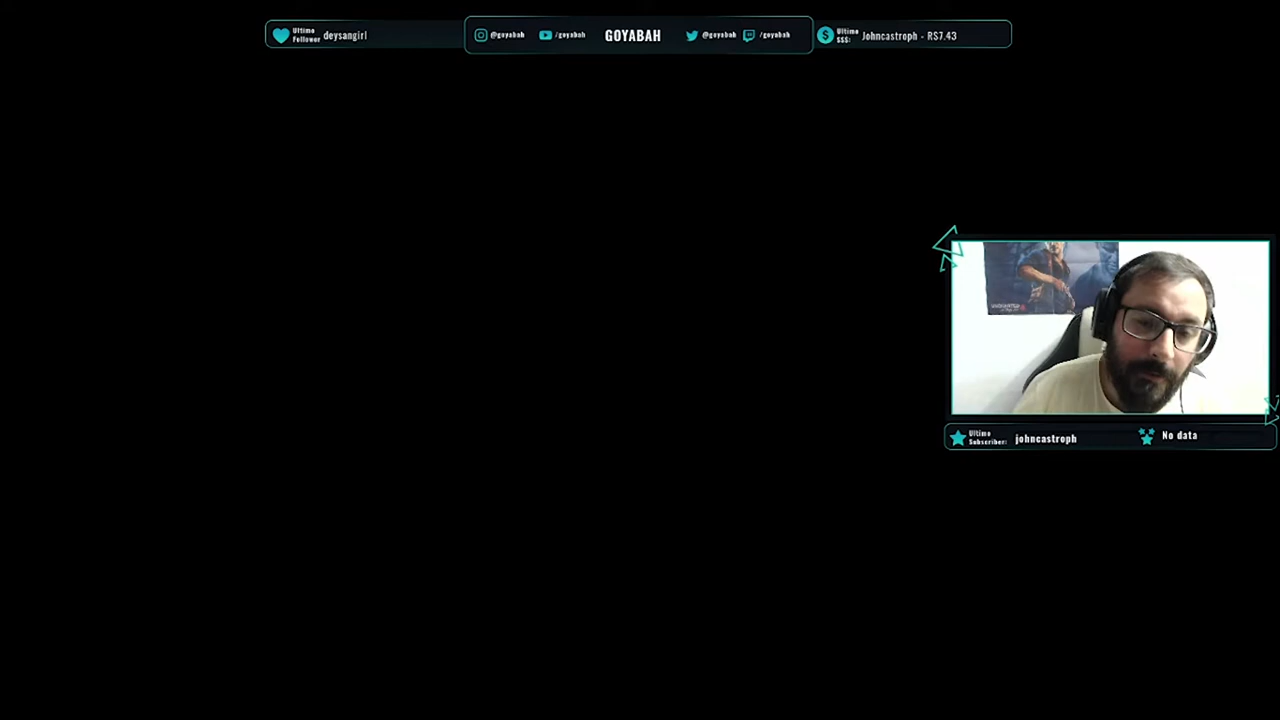 Ultimo
Follower
deysangirl
@goyabah
/goyabah
GOYABAH
@goyabah
/goyabah
Ultimo
$$$:
Johncastroph - R$7.43
Ultimo
Subscriber:
johncastroph
No data